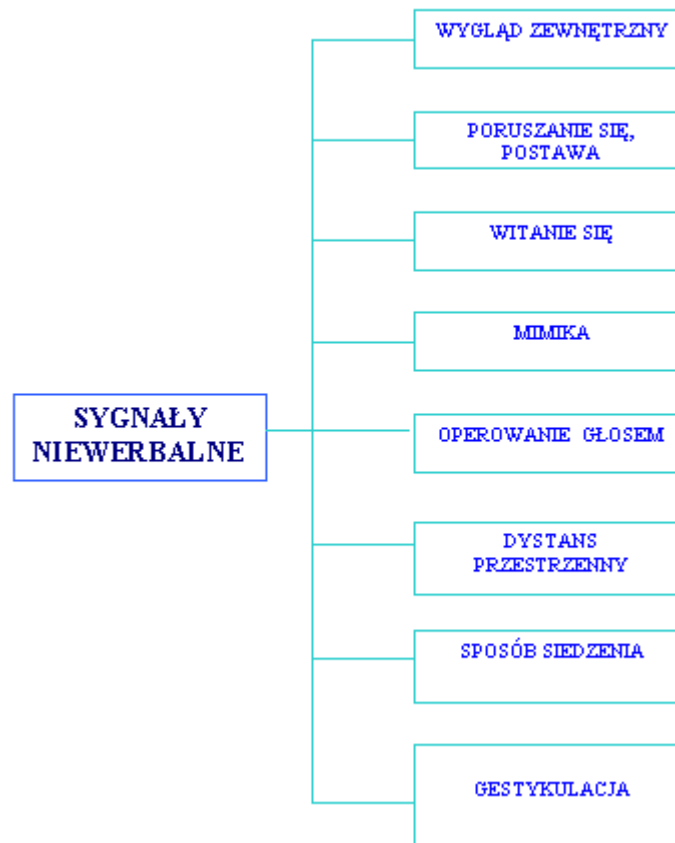 WYGLĄD ZEWNĘTRZNY
PORUSZANIE SIĘ,
POSTAWA
WITANIE SIĘ
MIMIKA
SYGNAŁY
NIEWERBALNE
OPEROWANIE GŁOSEM
DYSTANS
PRZESTRZENNY
SPOSÓB SIEDZENIA
GESTYKULACJA